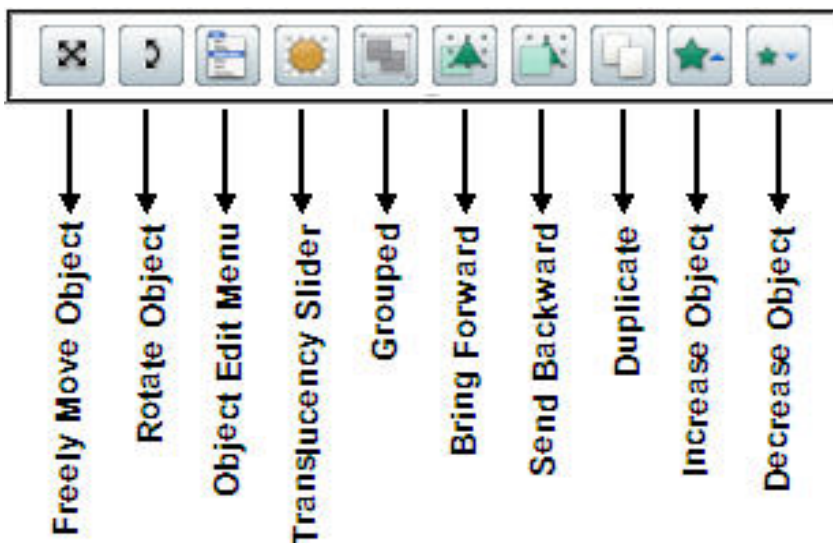 Freely Move Object
Rotate Object
Object Edit Menu
Translucency Slider
Grouped
Bring Forward
Send Backward
Duplicate
Increase Object
Decrease Object